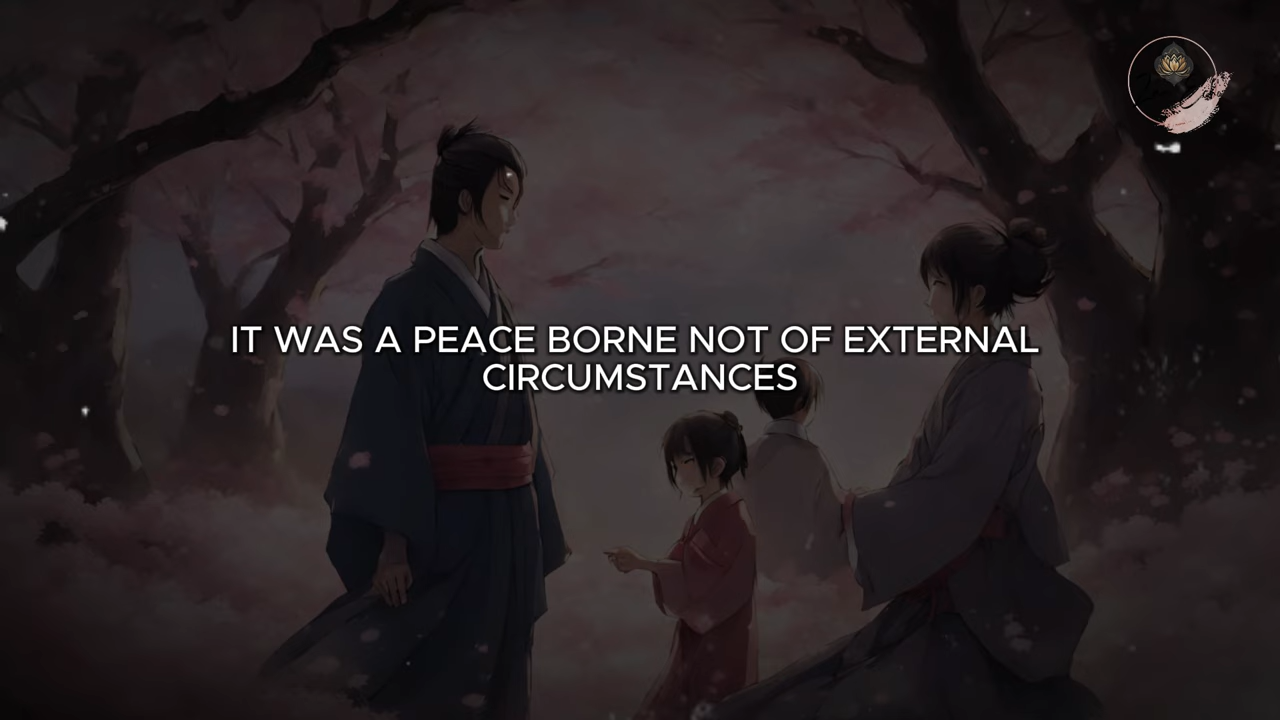 IT WAS A PEACE BORNE NOT OF EXTERNAL
CIRCUMSTANCES